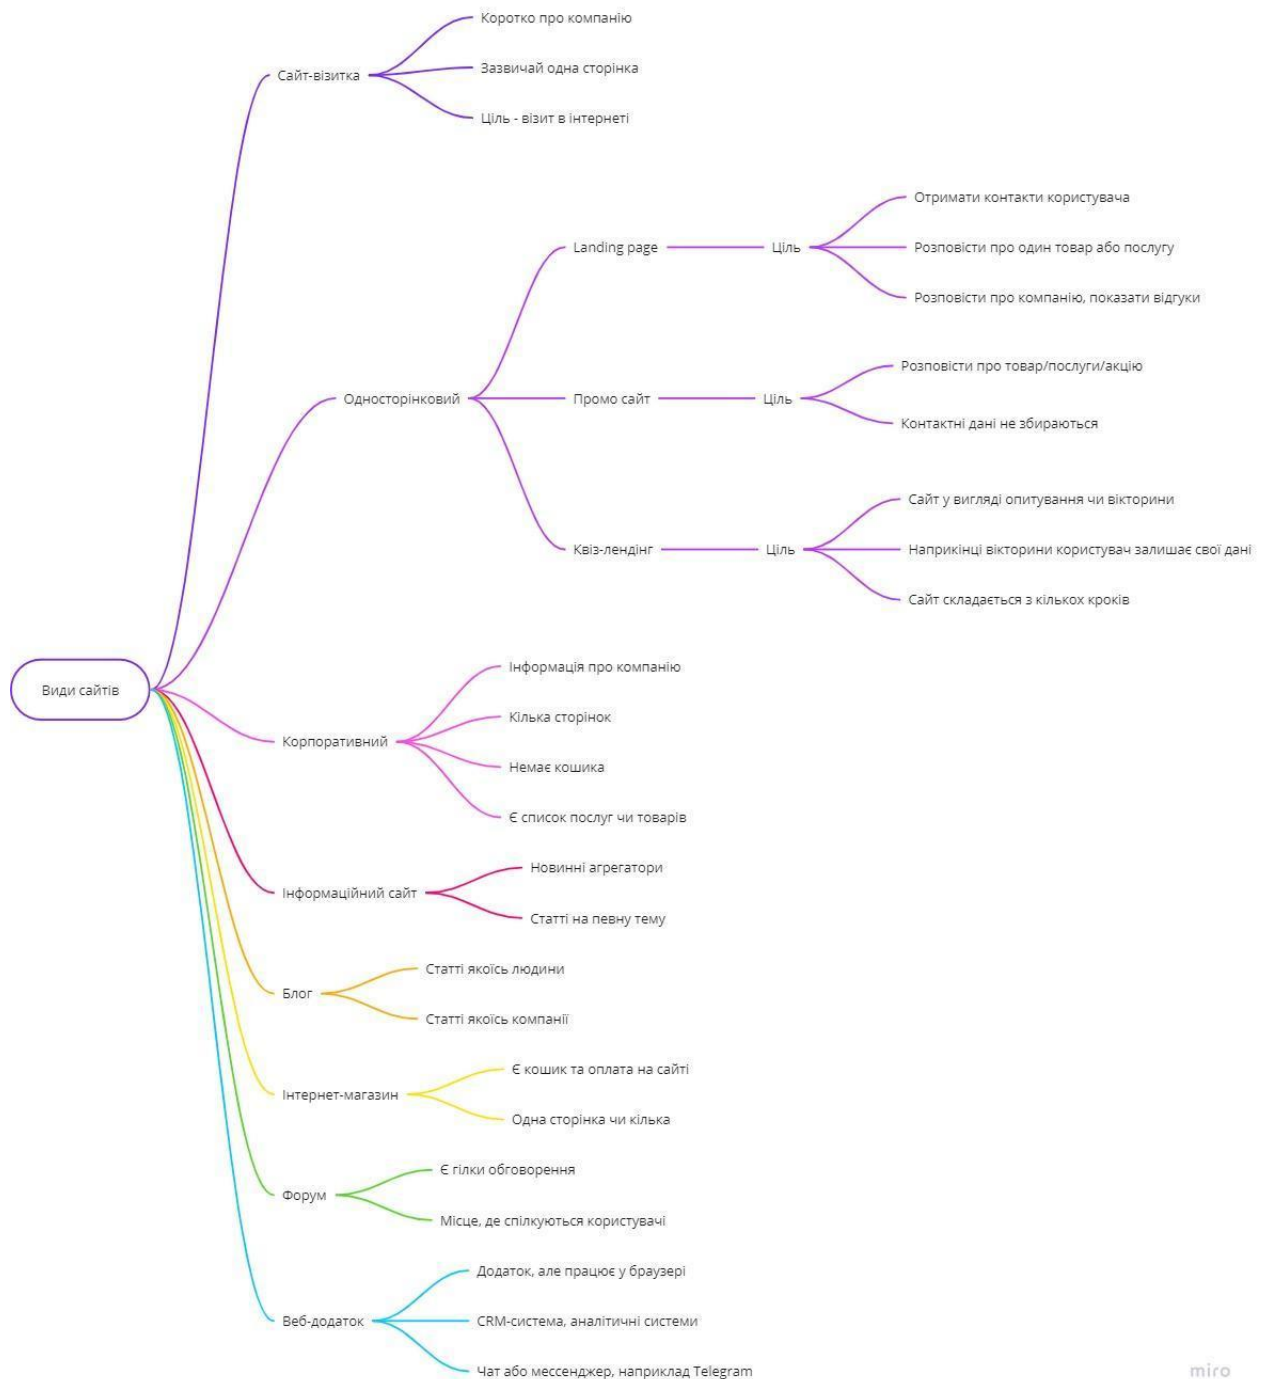 Види сайтів
Сайт-візитка
Коротко про компанію
Зазвичай одна сторінка
Ціль - візит в інтернеті
Односторінковий
Landing page
Ціль
Отримати контакти користувача
Розповісти про один товар або послугу
Розповісти про компанію, показати відгуки
Промо сайт
Ціль
Розповісти про товар/послуги/акцію
Контактні дані не збираються
Квіз-лендінг
Ціль
Сайт у вигляді опитування чи вікторини
Наприкінці вікторини користувач залишає свої дані
Сайт складається з кількох кроків
Корпоративний
Інформація про компанію
Кілька сторінок
Немає кошика
Є список послуг чи товарів
Інформаційний сайт
Новинні агрегатори
Статті на певну тему
Блог
Статті якоїсь людини
Статті якоїсь компанії
Інтернет-магазин
Є кошик та оплата на сайті
Одна сторінка чи кілька
Форум
Є гілки обговорення
Місце, де спілкуються користувачі
Веб-додаток
Додаток, але працює у браузері
CRM-система, аналітичні системи
Чат або мессенджер, наприклад Telegram
miro